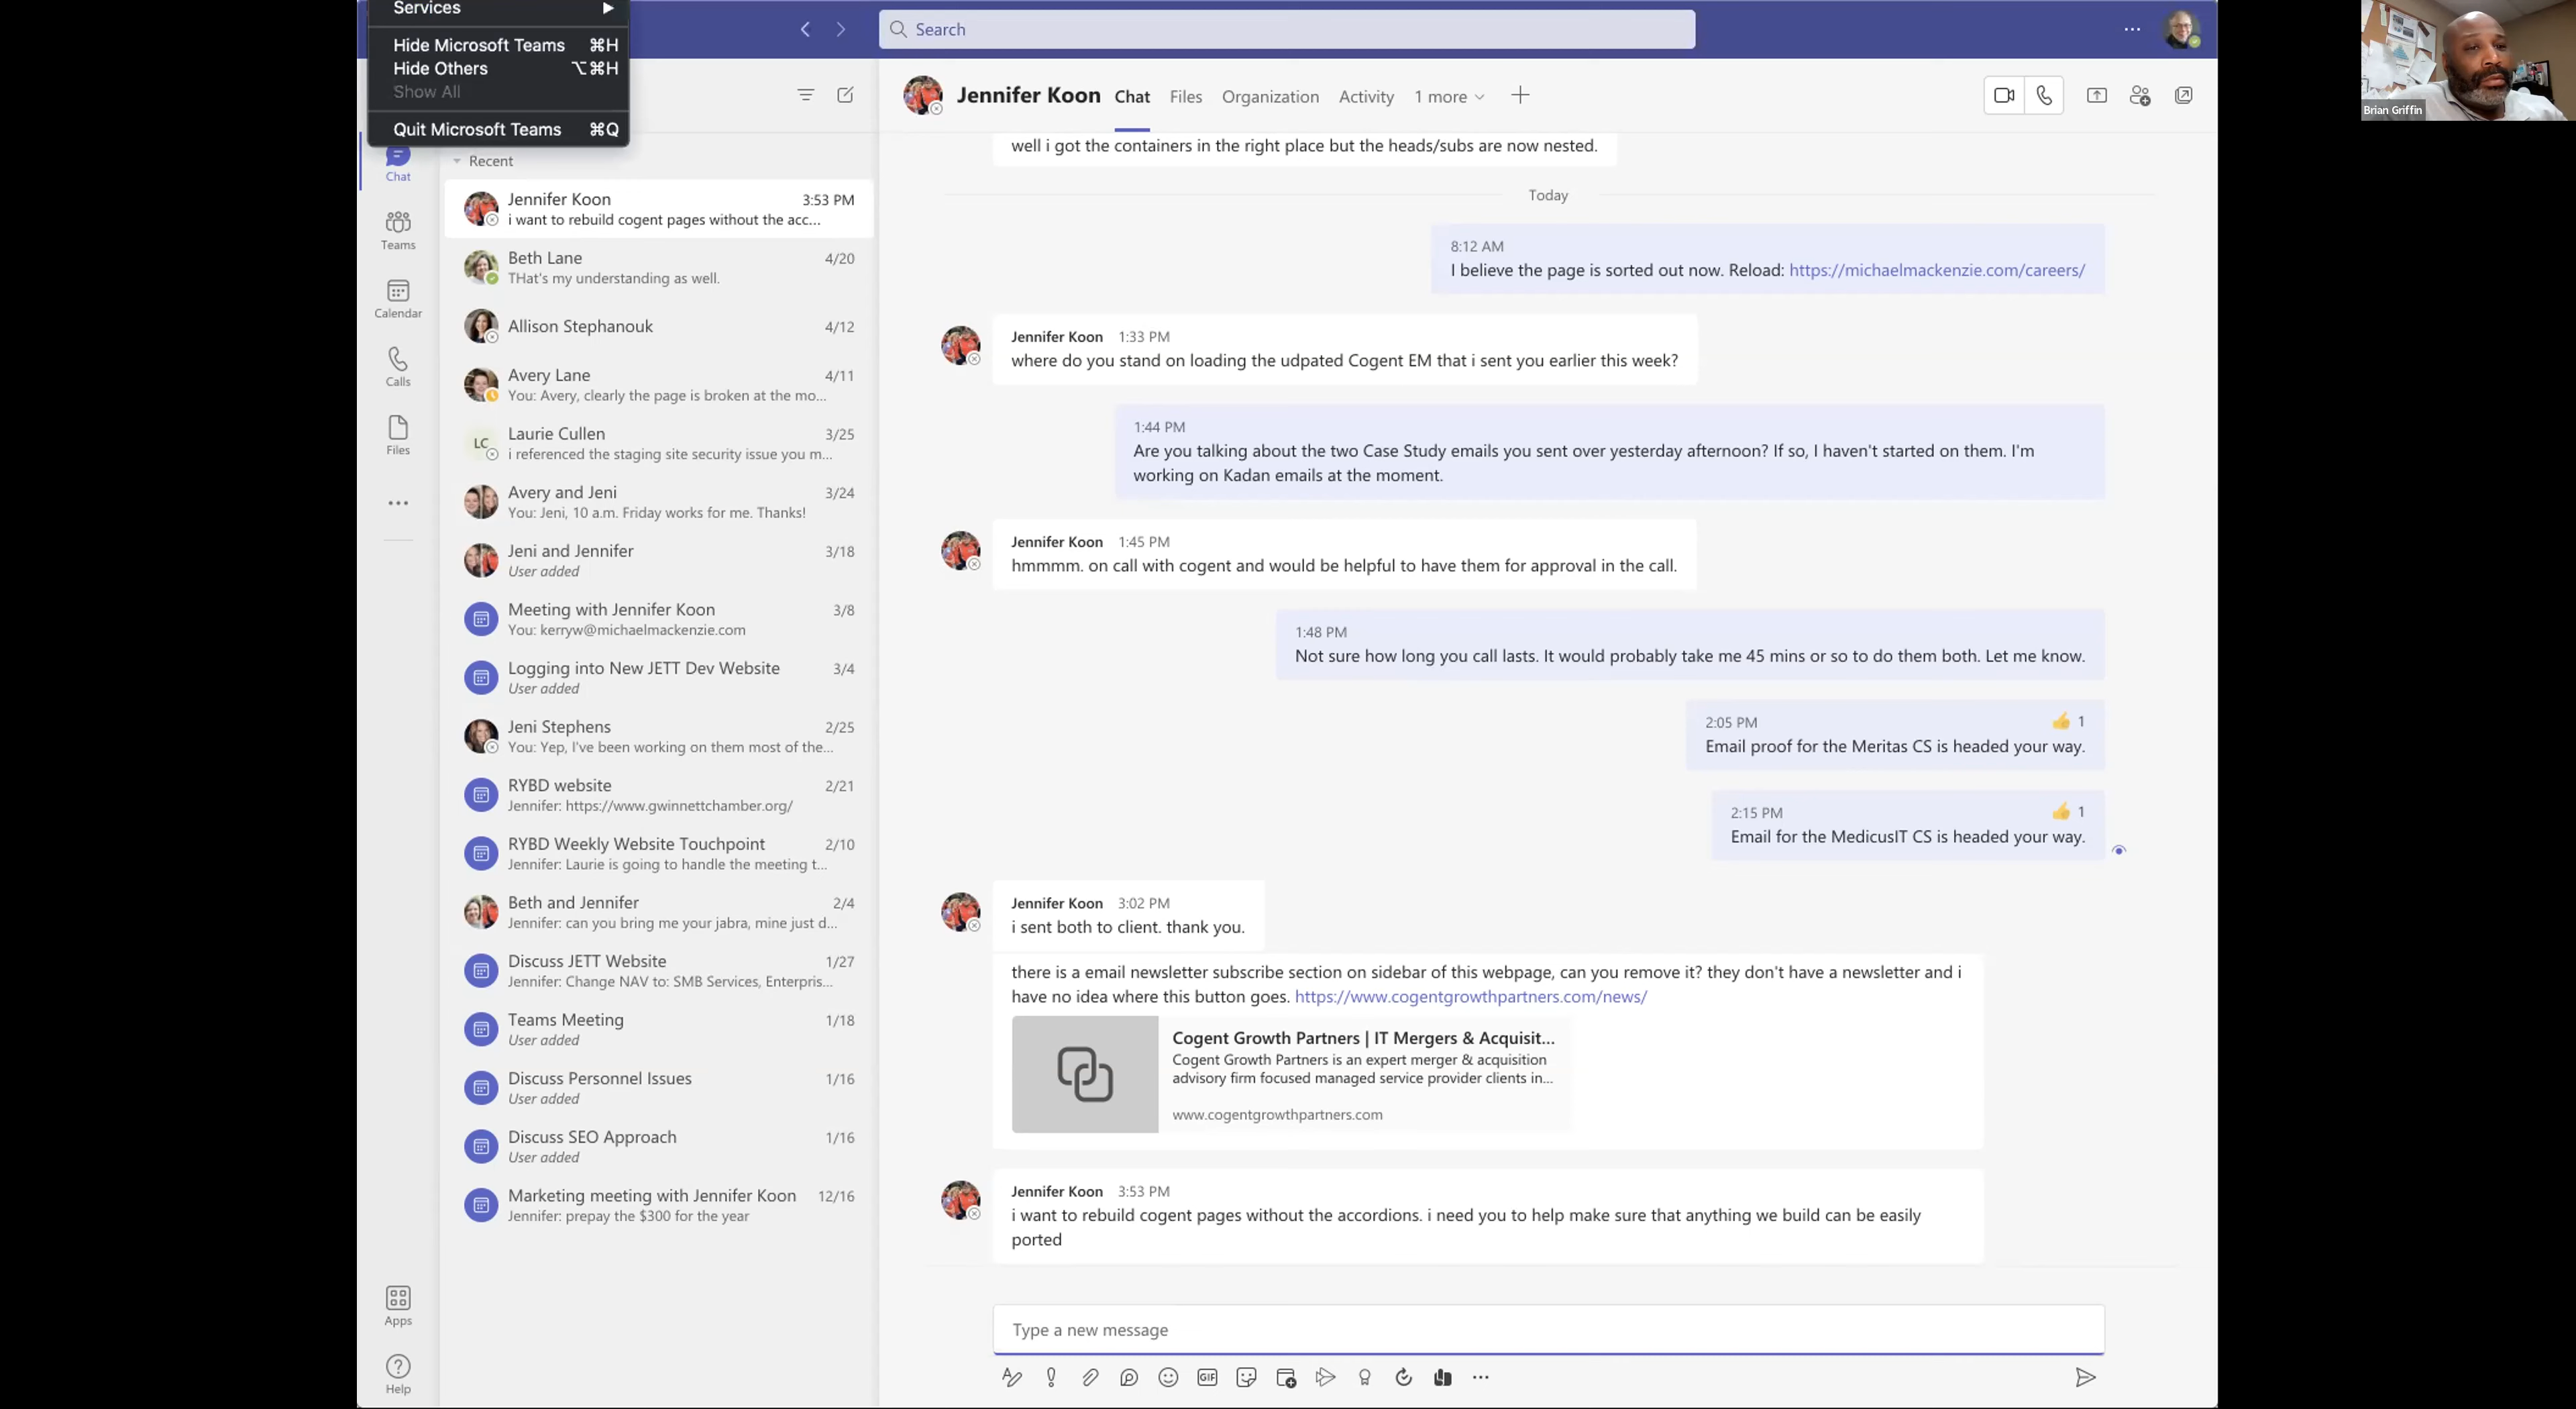 Services
Hide Microsoft Teams ⌘H
Hide Others ⌥⌘H
Show All
Quit Microsoft Teams ⌘Q
Search
Brian Griffin
Jennifer Koon
Chat
Files
Organization
Activity
1 more
Chat
Teams
Calendar
Calls
Files
Apps
Help
Recent
Jennifer Koon 3:53 PM
i want to rebuild cogent pages without the acc...
Beth Lane 4/20
THat's my understanding as well.
Allison Stephanouk 4/12
Avery Lane 4/11
You: Avery, clearly the page is broken at the mo...
LC
Laurie Cullen 3/25
i referenced the staging site security issue you m...
Avery and Jeni 3/24
You: Jeni, 10 a.m. Friday works for me. Thanks!
Jeni and Jennifer 3/18
User added
Meeting with Jennifer Koon 3/8
You: kerryw@michaelmackenzie.com
Logging into New JETT Dev Website 3/4
User added
Jeni Stephens 2/25
You: Yep, I've been working on them most of the...
RYBD website 2/21
Jennifer: https://www.gwinnettchamber.org/
RYBD Weekly Website Touchpoint 2/10
Jennifer: Laurie is going to handle the meeting t...
Beth and Jennifer 2/4
Jennifer: can you bring me your jabra, mine just d...
Discuss JETT Website 1/27
Jennifer: Change NAV to: SMB Services, Enterpris...
Teams Meeting 1/18
User added
Discuss Personnel Issues 1/16
User added
Discuss SEO Approach 1/16
User added
Marketing meeting with Jennifer Koon 12/16
Jennifer: prepay the $300 for the year
well i got the containers in the right place but the heads/subs are now nested.
Today
8:12 AM
I believe the page is sorted out now. Reload: https://michaelmackenzie.com/careers/
Jennifer Koon 1:33 PM
where do you stand on loading the udpated Cogent EM that i sent you earlier this week?
1:44 PM
Are you talking about the two Case Study emails you sent over yesterday afternoon? If so, I haven't started on them. I'm
working on Kadan emails at the moment.
Jennifer Koon 1:45 PM
hmmmm. on call with cogent and would be helpful to have them for approval in the call.
1:48 PM
Not sure how long you call lasts. It would probably take me 45 mins or so to do them both. Let me know.
2:05 PM 👍 1
Email proof for the Meritas CS is headed your way.
2:15 PM 👍 1
Email for the MedicusIT CS is headed your way.
Jennifer Koon 3:02 PM
i sent both to client. thank you.
there is a email newsletter subscribe section on sidebar of this webpage, can you remove it? they don't have a newsletter and i
have no idea where this button goes. https://www.cogentgrowthpartners.com/news/
Cogent Growth Partners | IT Mergers & Acquisit...
Cogent Growth Partners is an expert merger & acquisition
advisory firm focused managed service provider clients in...
www.cogentgrowthpartners.com
Jennifer Koon 3:53 PM
i want to rebuild cogent pages without the accordions. i need you to help make sure that anything we build can be easily
ported
Type a new message
GIF